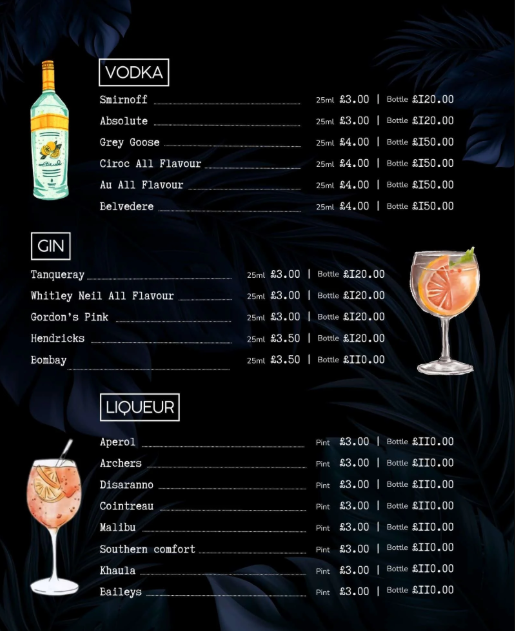 VODKA
Smirnoff 25ml £3.00 | Bottle £120.00
Absolute 25ml £3.00 | Bottle £120.00
Grey Goose 25ml £4.00 | Bottle £150.00
Ciroc All Flavour 25ml £4.00 | Bottle £150.00
Au All Flavour 25ml £4.00 | Bottle £150.00
Belvedere 25ml £4.00 | Bottle £150.00
GIN
Tanqueray 25ml £3.00 | Bottle £120.00
Whitley Neil All Flavour 25ml £3.00 | Bottle £120.00
Gordon's Pink 25ml £3.00 | Bottle £120.00
Hendricks 25ml £3.50 | Bottle £120.00
Bombay 25ml £3.50 | Bottle £110.00
LIQUEUR
Aperol Pint £3.00 | Bottle £110.00
Archers Pint £3.00 | Bottle £110.00
Disaranno Pint £3.00 | Bottle £110.00
Cointreau Pint £3.00 | Bottle £110.00
Malibu Pint £3.00 | Bottle £110.00
Southern comfort Pint £3.00 | Bottle £110.00
Khaula Pint £3.00 | Bottle £110.00
Baileys Pint £3.00 | Bottle £110.00